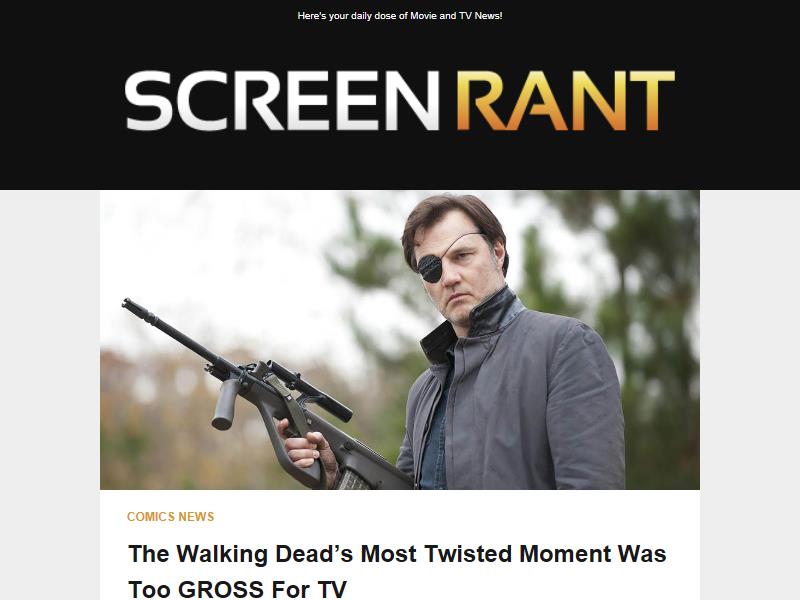 Here's your daily dose of Movie and TV News!
SCREEN RANT
COMICS NEWS
The Walking Dead’s Most Twisted Moment Was
Too GROSS For TV